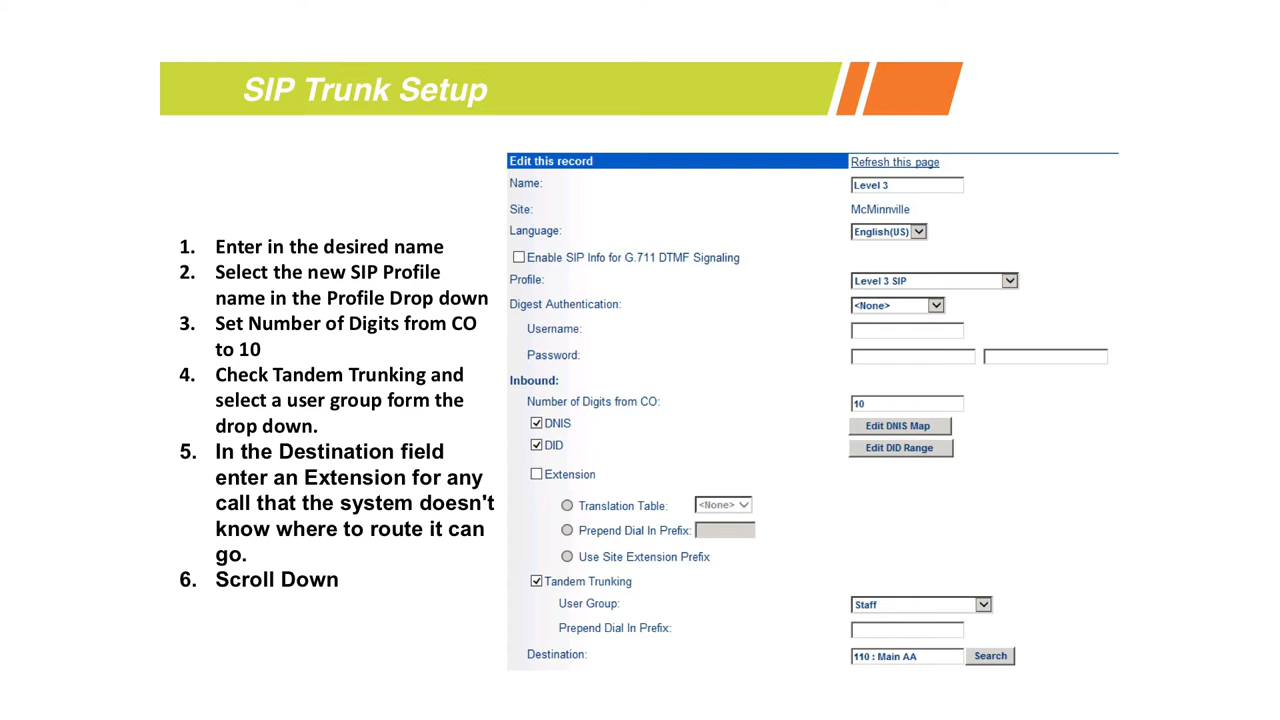 SIP Trunk Setup
1. Enter in the desired name
2. Select the new SIP Profile
name in the Profile Drop down
3. Set Number of Digits from CO
to 10
4. Check Tandem Trunking and
select a user group form the
drop down.
5. In the Destination field
enter an Extension for any
call that the system doesn't
know where to route it can
go.
6. Scroll Down
Edit this record Refresh this page
Name: Level 3
Site: McMinnville
Language: English(US)
Enable SIP Info for G.711 DTMF Signaling
Profile: Level 3 SIP
Digest Authentication: <None>
Username:
Password:
Inbound:
Number of Digits from CO: 10
DNIS Edit DNIS Map
DID Edit DID Range
Extension
Translation Table: <None>
Prepend Dial In Prefix:
Use Site Extension Prefix
Tandem Trunking
User Group: Staff
Prepend Dial In Prefix:
Destination: 110 : Main AA Search